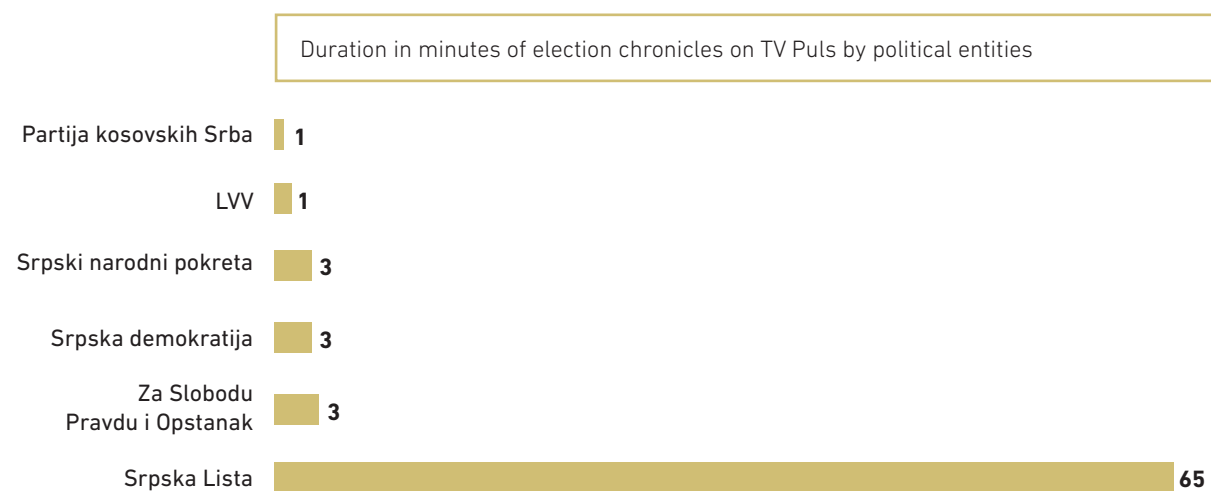 Duration in minutes of election chronicles on TV Puls by political entities
Partija kosovskih Srba 1
LVV 1
Srpski narodni pokreta 3
Srpska demokratija 3
Za Slobodu
Pravdu i Opstanak 3
Srpska Lista 65